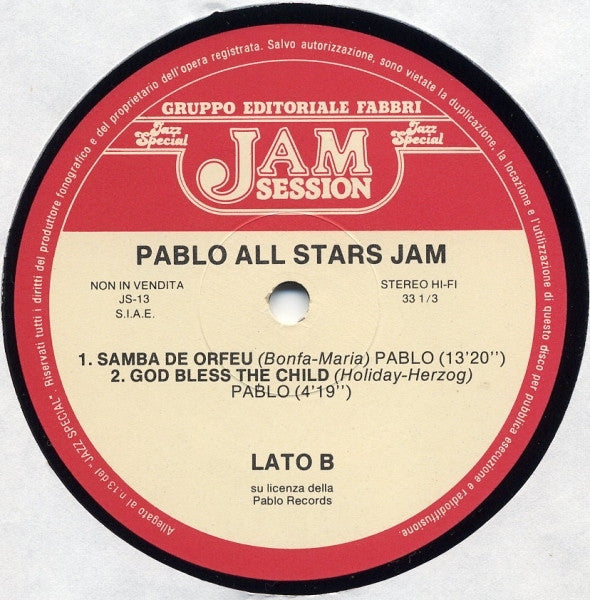 Allegato al n.13 del "JAZZ SPECIAL" Riservati tutti i diritti del produttore fonografico e del proprietario dell'opera registrata. Salvo autorizzazione, sono vietate la duplicazione, la locazione e l'utilizzazione di questo disco per pubblica esecuzione e radiodiffusione.
GRUPPO EDITORIALE FABBRI
Jazz Special
JAM SESSION
Jazz Special
PABLO ALL STARS JAM
NON IN VENDITA
JS-13
S.I.A.E.
STEREO HI-FI
33 1/3
1. SAMBA DE ORFEU (Bonfa-Maria) PABLO (13'20'')
2. GOD BLESS THE CHILD (Holiday-Herzog)
PABLO (4'19'')
LATO B
su licenza della
Pablo Records